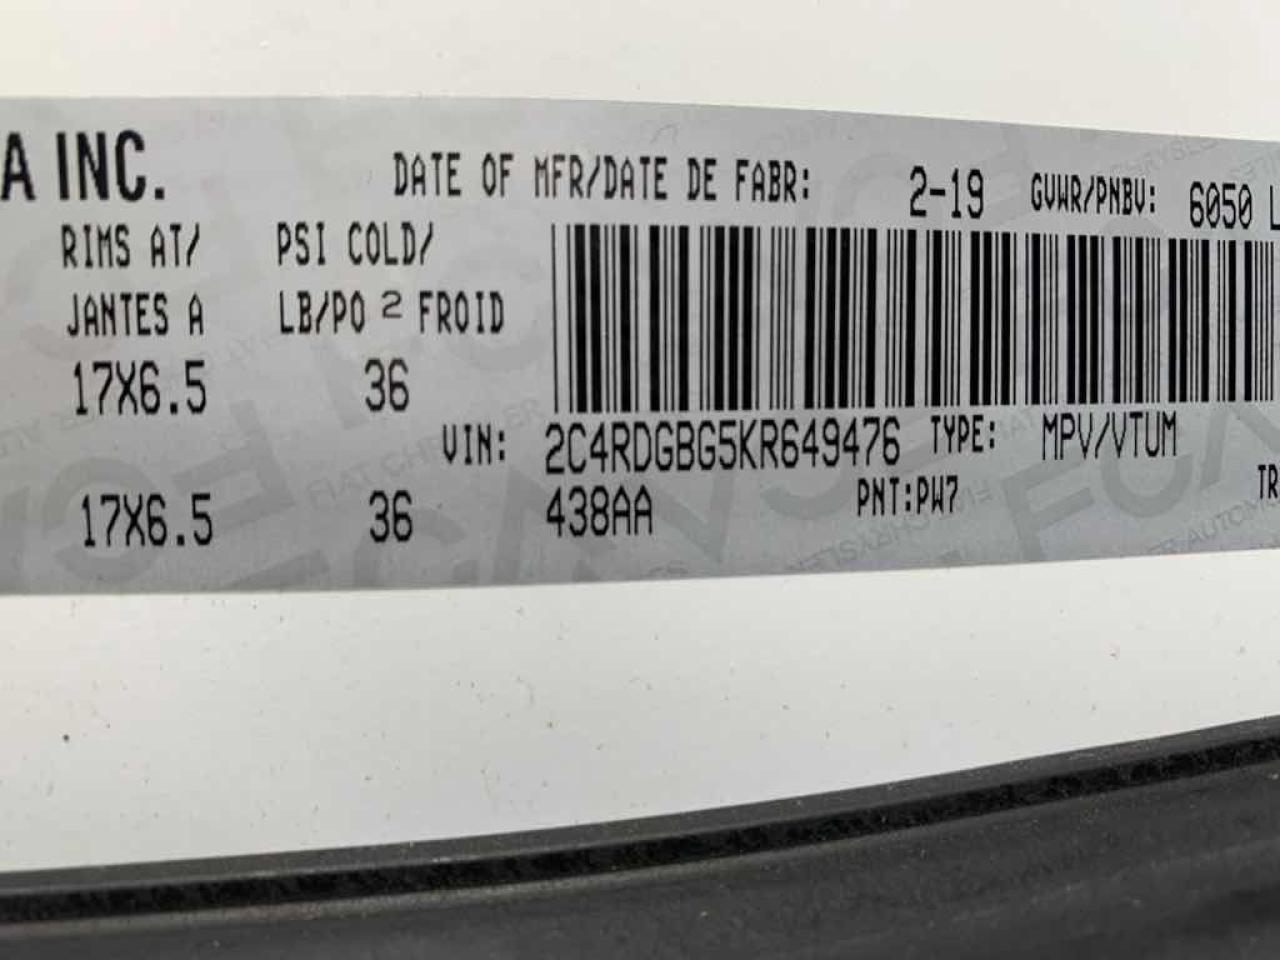 A INC.
DATE OF MFR/DATE DE FABR: 2-19 GVWR/PNBV: 6050 L
RIMS AT/ PSI COLD/
JANTES A LB/PO 2 FROID
17X6.5 36
VIN: 2C4RDGBG5KR649476 TYPE: MPV/VTUM
17X6.5 36 438AA PNT:PW7 TR